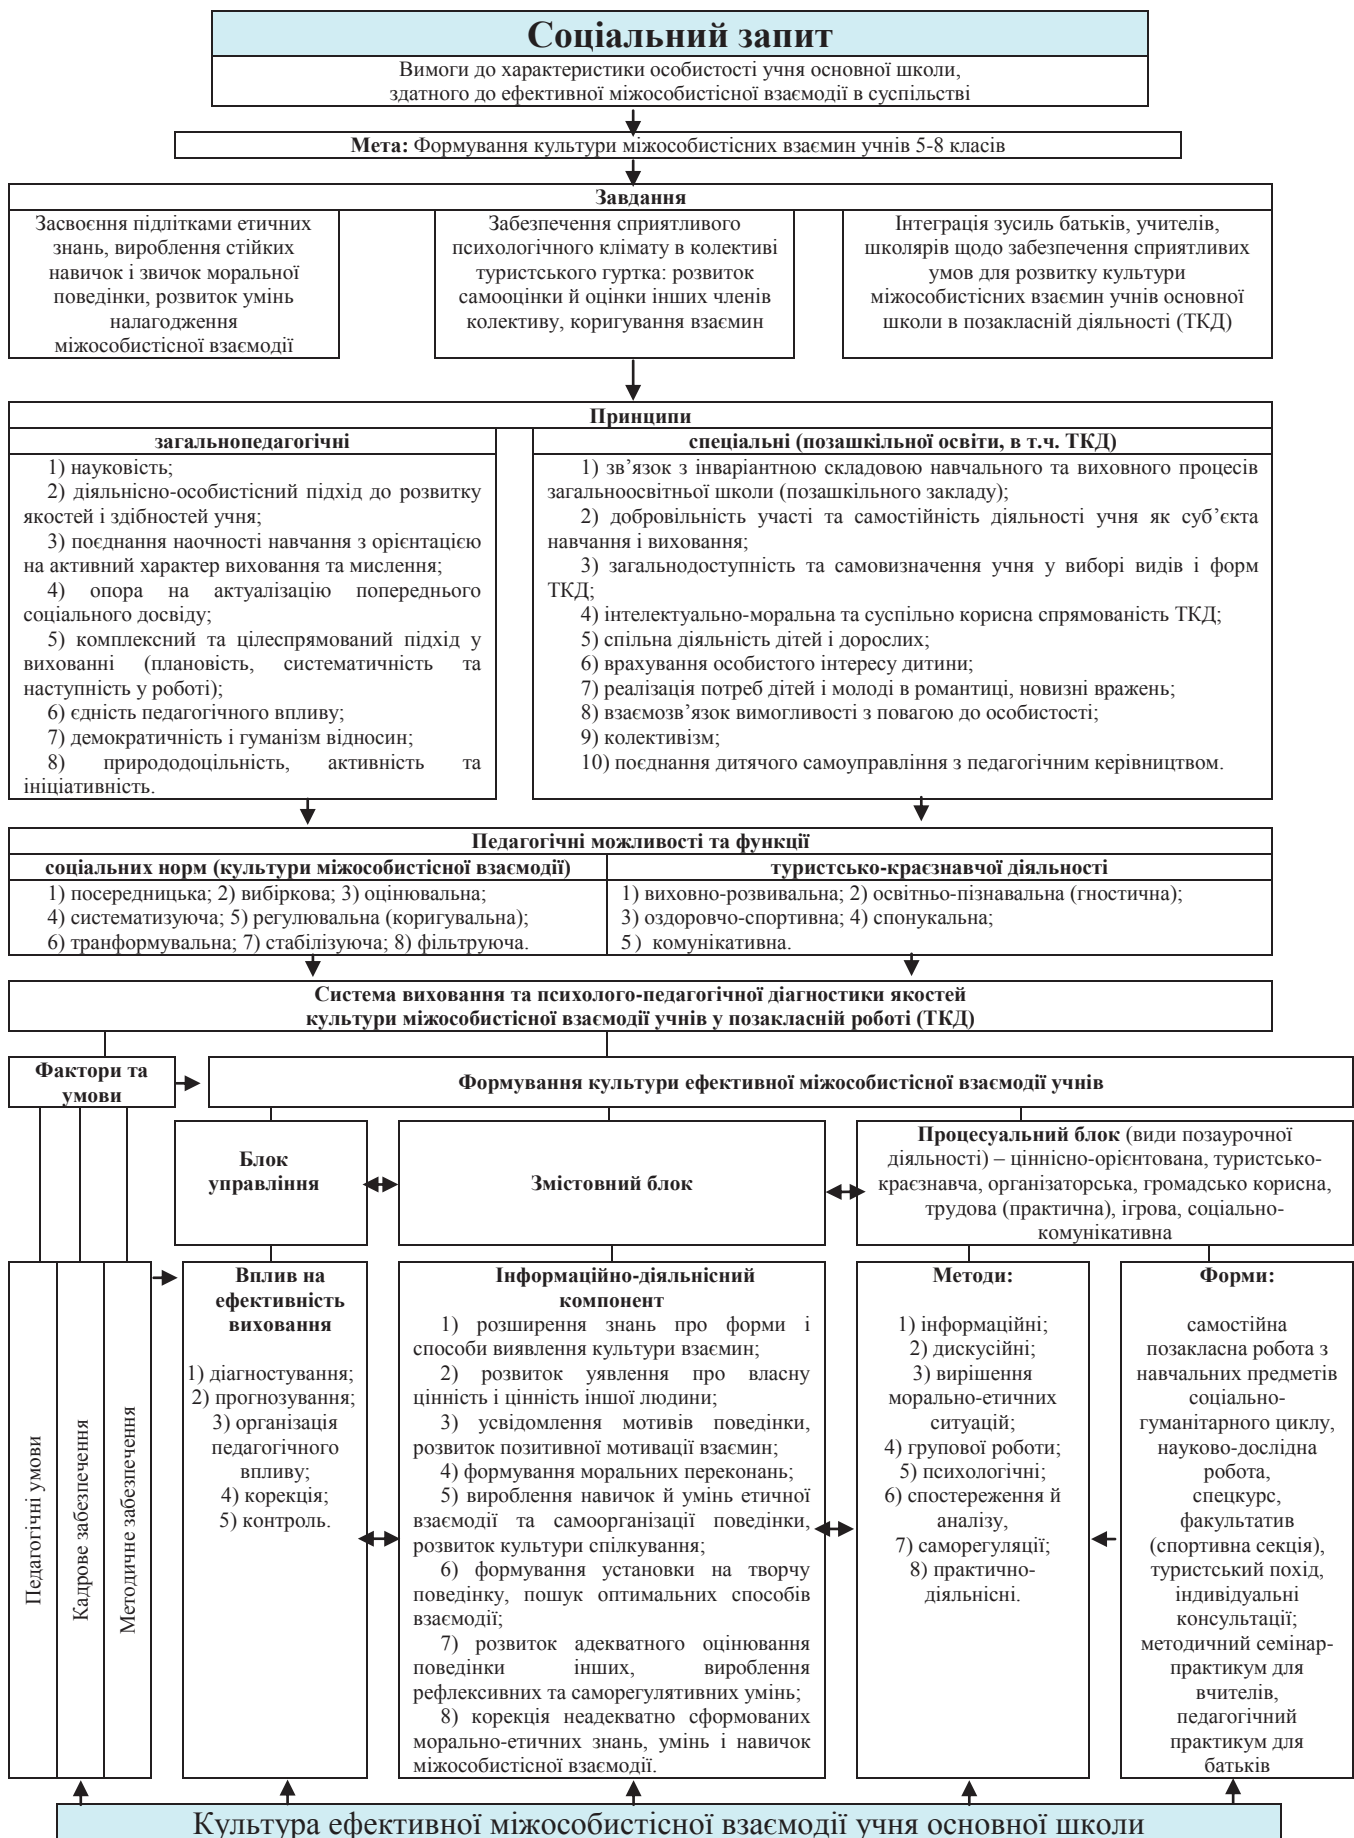 Соціальний запит
Вимоги до характеристики особистості учня основної школи,
здатного до ефективної міжособистісної взаємодії в суспільстві
Мета: Формування культури міжособистісних взаємин учнів 5-8 класів
Завдання
Засвоєння підлітками етичних
знань, вироблення стійких
навичок і звичок моральної
поведінки, розвиток умінь
налагодження
міжособистісної взаємодії
Забезпечення сприятливого
психологічного клімату в колективі
туристського гуртка: розвиток
самооцінки й оцінки інших членів
колективу, коригування взаємин
Інтеграція зусиль батьків, учителів,
школярів щодо забезпечення сприятливих
умов для розвитку культури
міжособистісних взаємин учнів основної
школи в позакласній діяльності (ТКД)
Принципи
загальнопедагогічні
1) науковість;
2) діяльнісно-особистісний підхід до розвитку
якостей і здібностей учня;
3) поєднання наочності навчання з орієнтацією
на активний характер виховання та мислення;
4) опора на актуалізацію попереднього
соціального досвіду;
5) комплексний та цілеспрямований підхід у
вихованні (плановість, систематичність та
наступність у роботі);
6) єдність педагогічного впливу;
7) демократичність і гуманізм відносин;
8) природодоцільність, активність та
ініціативність.
спеціальні (позашкільної освіти, в т.ч. ТКД)
1) зв’язок з інваріантною складовою навчального та виховного процесів
загальноосвітньої школи (позашкільного закладу);
2) добровільність участі та самостійність діяльності учня як суб’єкта
навчання і виховання;
3) загальнодоступність та самовизначення учня у виборі видів і форм
ТКД;
4) інтелектуально-моральна та суспільно корисна спрямованість ТКД;
5) спільна діяльність дітей і дорослих;
6) врахування особистого інтересу дитини;
7) реалізація потреб дітей і молоді в романтиці, новизні вражень;
8) взаємозв’язок вимогливості з повагою до особистості;
9) колективізм;
10) поєднання дитячого самоуправління з педагогічним керівництвом.
Педагогічні можливості та функції
соціальних норм (культури міжособистісної взаємодії)
1) посередницька; 2) вибіркова; 3) оцінювальна;
4) систематизуюча; 5) регулювальна (коригувальна);
6) транформувальна; 7) стабілізуюча; 8) фільтруюча.
туристсько-краєзнавчої діяльності
1) виховно-розвивальна; 2) освітньо-пізнавальна (гностична);
3) оздоровчо-спортивна; 4) спонукальна;
5) комунікативна.
Система виховання та психолого-педагогічної діагностики якостей
культури міжособистісної взаємодії учнів у позакласній роботі (ТКД)
Фактори та
умови
Формування культури ефективної міжособистісної взаємодії учнів
Блок
управління
Змістовний блок
Процесуальний блок (види позаурочної
діяльності) – ціннісно-орієнтована, туристсько-
краєзнавча, організаторська, громадсько корисна,
трудова (практична), ігрова, соціально-
комунікативна
Педагогічні умови
Кадрове забезпечення
Методичне забезпечення
Вплив на
ефективність
виховання
1) діагностування;
2) прогнозування;
3) організація
педагогічного
впливу;
4) корекція;
5) контроль.
Інформаційно-діяльнісний
компонент
1) розширення знань про форми і
способи виявлення культури взаємин;
2) розвиток уявлення про власну
цінність і цінність іншої людини;
3) усвідомлення мотивів поведінки,
розвиток позитивної мотивації взаємин;
4) формування моральних переконань;
5) вироблення навичок й умінь етичної
взаємодії та самоорганізації поведінки,
розвиток культури спілкування;
6) формування установки на творчу
поведінку, пошук оптимальних способів
взаємодії;
7) розвиток адекватного оцінювання
поведінки інших, вироблення
рефлексивних та саморегулятивних умінь;
8) корекція неадекватно сформованих
морально-етичних знань, умінь і навичок
міжособистісної взаємодії.
Методи:
1) інформаційні;
2) дискусійні;
3) вирішення
морально-етичних
ситуацій;
4) групової роботи;
5) психологічні;
6) спостереження й
аналізу,
7) саморегуляції;
8) практично-
діяльнісні.
Форми:
самостійна
позакласна робота з
навчальних предметів
соціально-
гуманітарного циклу,
науково-дослідна
робота,
спецкурс,
факультатив
(спортивна секція),
туристський похід,
індивідуальні
консультації;
методичний семінар-
практикум для
вчителів,
педагогічний
практикум для
батьків
Культура ефективної міжособистісної взаємодії учня основної школи